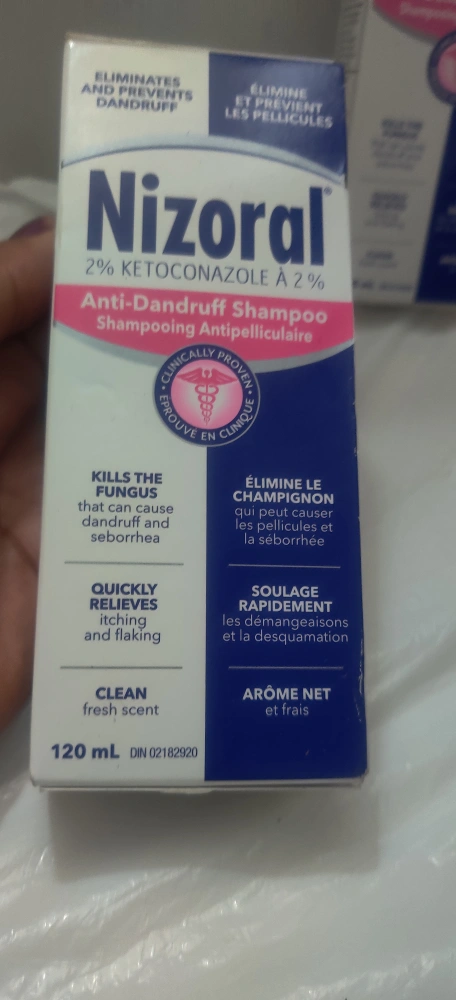 ELIMINATES
AND PREVENTS
DANDRUFF
ÉLIMINE
ET PRÉVIENT
LES PELLICULES
Nizoral®
2% KETOCONAZOLE À 2%
Anti-Dandruff Shampoo
Shampooing Antipelliculaire
• CLINICALLY PROVEN •
ÉPROUVÉ EN CLINIQUE
KILLS THE
FUNGUS
that can cause
dandruff and
seborrhea
QUICKLY
RELIEVES
itching
and flaking
CLEAN
fresh scent
120 mL DIN 02182920
ÉLIMINE LE
CHAMPIGNON
qui peut causer
les pellicules et
la séborrhée
SOULAGE
RAPIDEMENT
les démangeaisons
et la desquamation
ARÔME NET
et frais